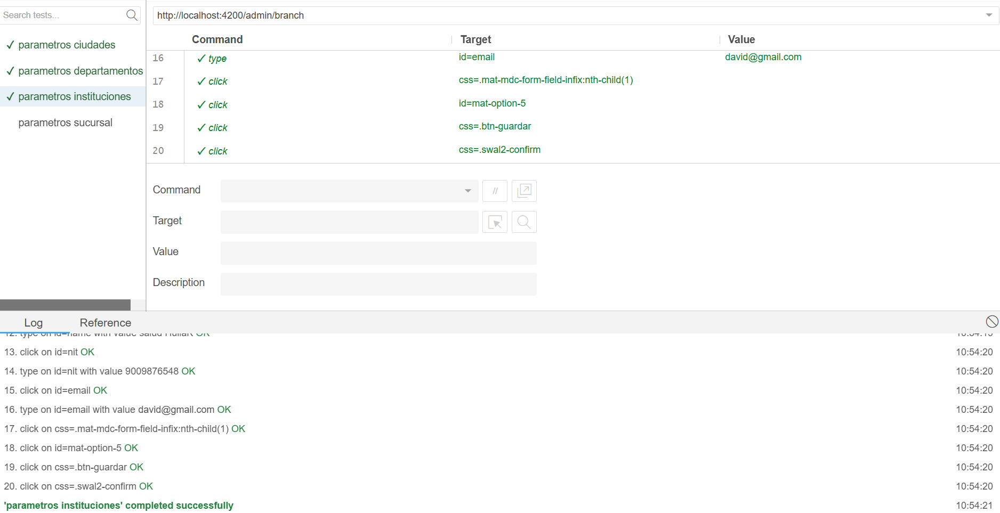 Search tests...
http://localhost:4200/admin/branch
parametros ciudades
parametros departamentos
parametros instituciones
parametros sucursal
Command Target Value
16 type id=email david@gmail.com
17 click css=.mat-mdc-form-field-infix:nth-child(1)
18 click id=mat-option-5
19 click css=.btn-guardar
20 click css=.swal2-confirm
Command //
Target
Value
Description
Log Reference
13. click on id=nit OK 10:54:20
14. type on id=nit with value 9009876548 OK 10:54:20
15. click on id=email OK 10:54:20
16. type on id=email with value david@gmail.com OK 10:54:20
17. click on css=.mat-mdc-form-field-infix:nth-child(1) OK 10:54:20
18. click on id=mat-option-5 OK 10:54:20
19. click on css=.btn-guardar OK 10:54:20
20. click on css=.swal2-confirm OK 10:54:20
'parametros instituciones' completed successfully 10:54:21